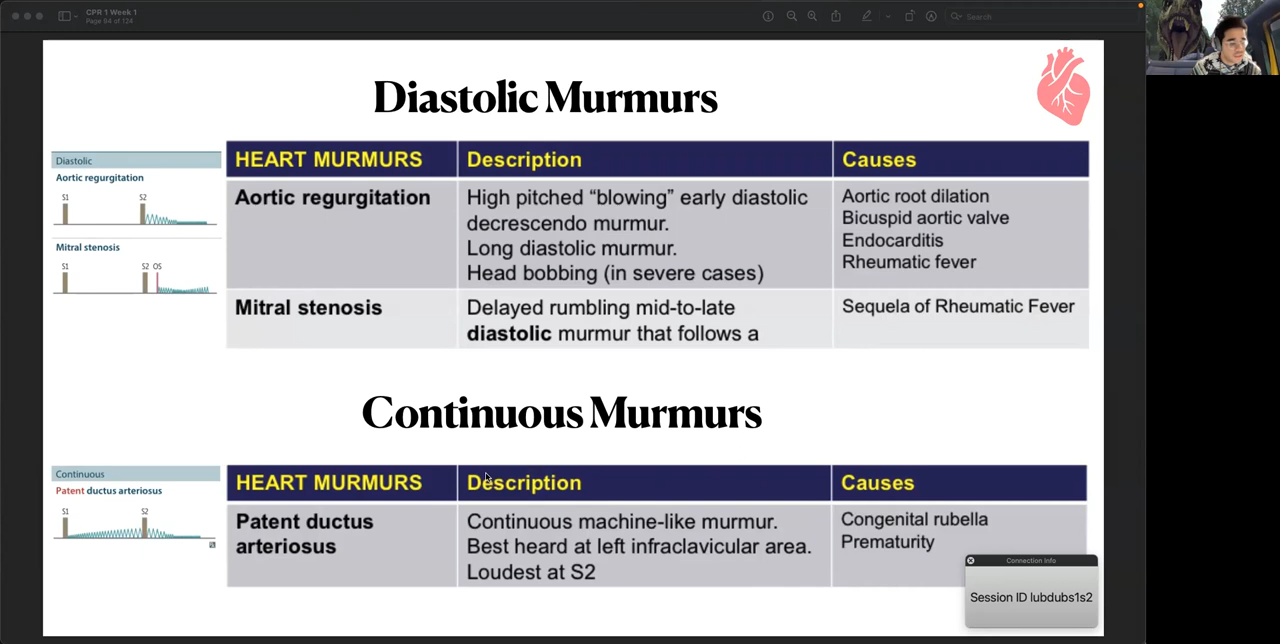 CPR 1 Week 1
Page 94 of 124
Search
Diastolic Murmurs
Diastolic
Aortic regurgitation
S1 S2
Mitral stenosis
S1 S2 OS
HEART MURMURS Description Causes
Aortic regurgitation
High pitched “blowing” early diastolic
decrescendo murmur.
Long diastolic murmur.
Head bobbing (in severe cases)
Aortic root dilation
Bicuspid aortic valve
Endocarditis
Rheumatic fever
Mitral stenosis
Delayed rumbling mid-to-late
diastolic murmur that follows a
Sequela of Rheumatic Fever
Continuous Murmurs
Continuous
Patent ductus arteriosus
S1 S2
HEART MURMURS Description Causes
Patent ductus
arteriosus
Continuous machine-like murmur.
Best heard at left infraclavicular area.
Loudest at S2
Congenital rubella
Prematurity
Connection Info
Session ID lubdubs1s2